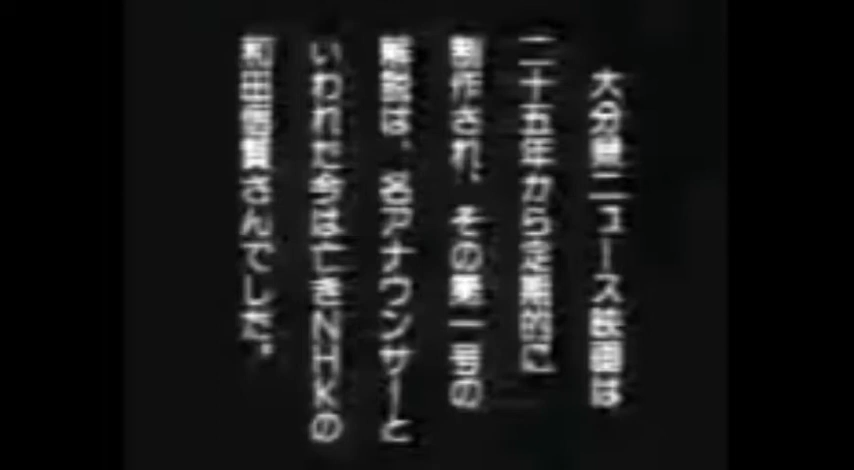 大分県ニュース映画は
二十五年から定期的に
制作され、その第一号の
解説は、名アナウンサーと
いわれた今はなきNHKの
和田信賢さんでした。